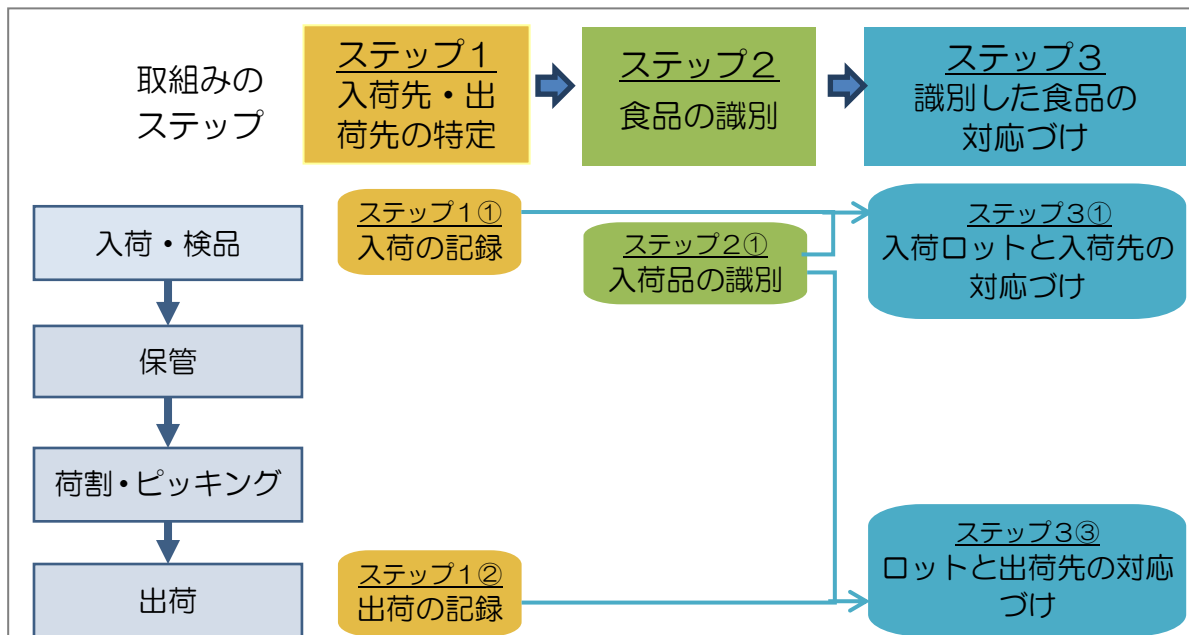 取組みの
ステップ
ステップ１
入荷先・出
荷先の特定
ステップ２
食品の識別
ステップ３
識別した食品の
対応づけ
入荷・検品
ステップ１①
入荷の記録
ステップ２①
入荷品の識別
ステップ３①
入荷ロットと入荷先の
対応づけ
保管
荷割・ピッキング
出荷
ステップ１②
出荷の記録
ステップ３③
ロットと出荷先の対応
づけ